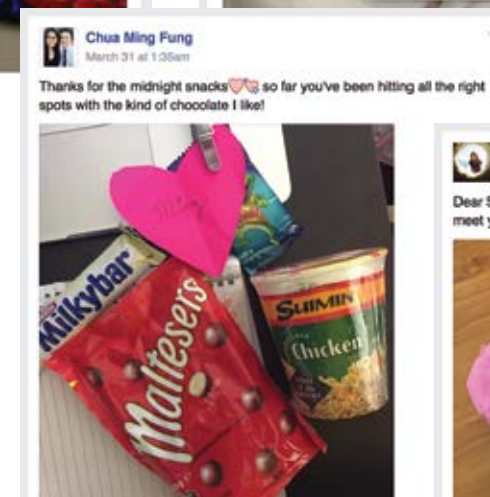 Chua Ming Fung
March 31 at 1:35am
Thanks for the midnight snacks so far you've been hitting all the right
spots with the kind of chocolate I like!
Milkybar
Maltesers
SUIMIN
Chicken
Dear
meet